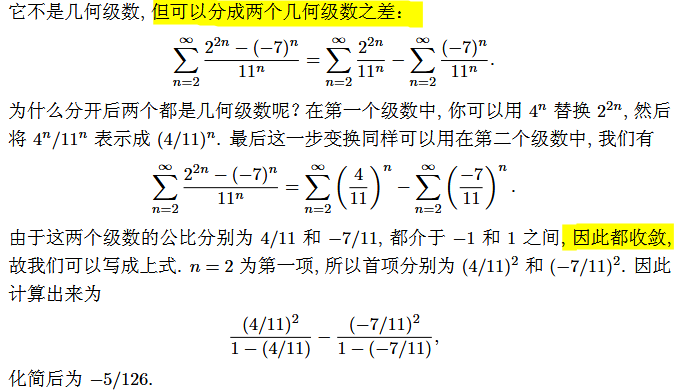 它不是几何级数, 但可以分成两个几何级数之差:
$$\sum_{n=2}^{\infty} \frac{2^{2n} - (-7)^n}{11^n} = \sum_{n=2}^{\infty} \frac{2^{2n}}{11^n} - \sum_{n=2}^{\infty} \frac{(-7)^n}{11^n}.$$
为什么分开后两个都是几何级数呢? 在第一个级数中, 你可以用 $4^n$ 替换 $2^{2n}$, 然后
将 $4^n/11^n$ 表示成 $(4/11)^n$. 最后这一步变换同样可以用在第二个级数中, 我们有
$$\sum_{n=2}^{\infty} \frac{2^{2n} - (-7)^n}{11^n} = \sum_{n=2}^{\infty} \left(\frac{4}{11}\right)^n - \sum_{n=2}^{\infty} \left(\frac{-7}{11}\right)^n.$$
由于这两个级数的公比分别为 4/11 和 −7/11, 都介于 −1 和 1 之间, 因此都收敛,
故我们可以写成上式. $n = 2$ 为第一项, 所以首项分别为 $(4/11)^2$ 和 $(-7/11)^2$. 因此
计算出来为
$$\frac{(4/11)^2}{1 - (4/11)} - \frac{(-7/11)^2}{1 - (-7/11)},$$
化简后为 −5/126.